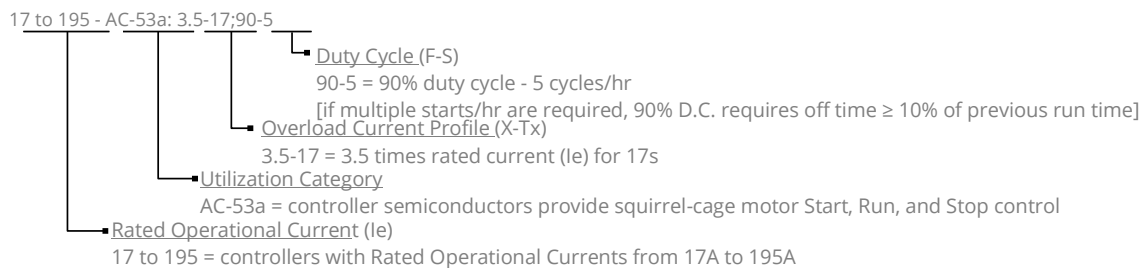 17 to 195 - AC-53a: 3.5-17;90-5
Duty Cycle (F-S)
90-5 = 90% duty cycle - 5 cycles/hr
[if multiple starts/hr are required, 90% D.C. requires off time ≥ 10% of previous run time]
Overload Current Profile (X-Tx)
3.5-17 = 3.5 times rated current (Ie) for 17s
Utilization Category
AC-53a = controller semiconductors provide squirrel-cage motor Start, Run, and Stop control
Rated Operational Current (Ie)
17 to 195 = controllers with Rated Operational Currents from 17A to 195A